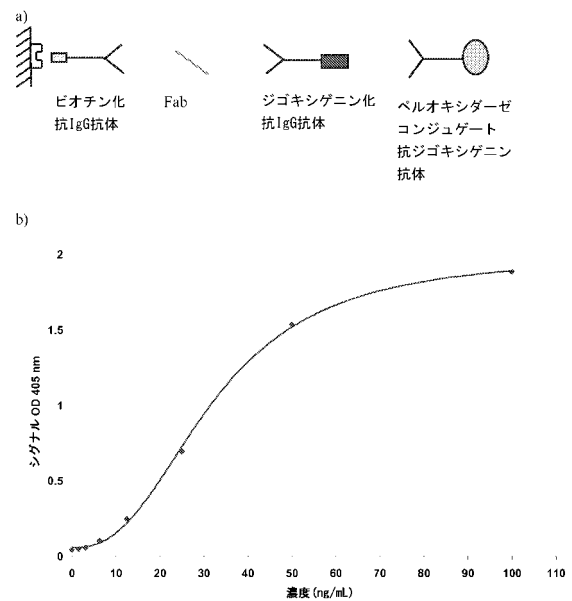 a)
ビオチン化
抗IgG抗体
Fab
ジゴキシゲニン化
抗IgG抗体
ペルオキシダーゼ
コンジュゲート
抗ジゴキシゲニン
抗体
b)
シグナル OD 405 nm
2
1.5
1
0.5
0
0 10 20 30 40 50 60 70 80 90 100 110
濃度(ng/mL)